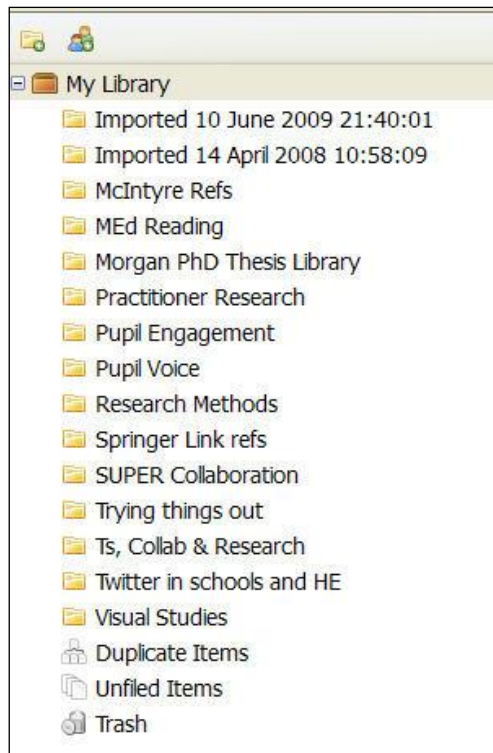 My Library
Imported 10 June 2009 21:40:01
Imported 14 April 2008 10:58:09
McIntyre Refs
MEd Reading
Morgan PhD Thesis Library
Practitioner Research
Pupil Engagement
Pupil Voice
Research Methods
Springer Link refs
SUPER Collaboration
Trying things out
Ts, Collab & Research
Twitter in schools and HE
Visual Studies
Duplicate Items
Unfiled Items
Trash